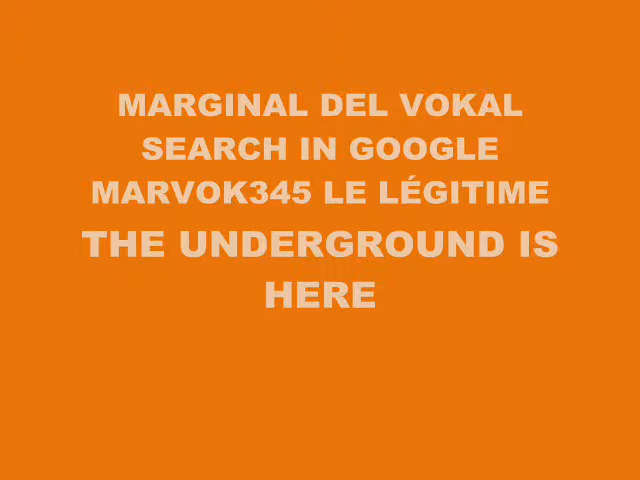 MARGINAL DEL VOKAL
SEARCH IN GOOGLE
MARVOK345 LE LÉGITIME
THE UNDERGROUND IS
HERE